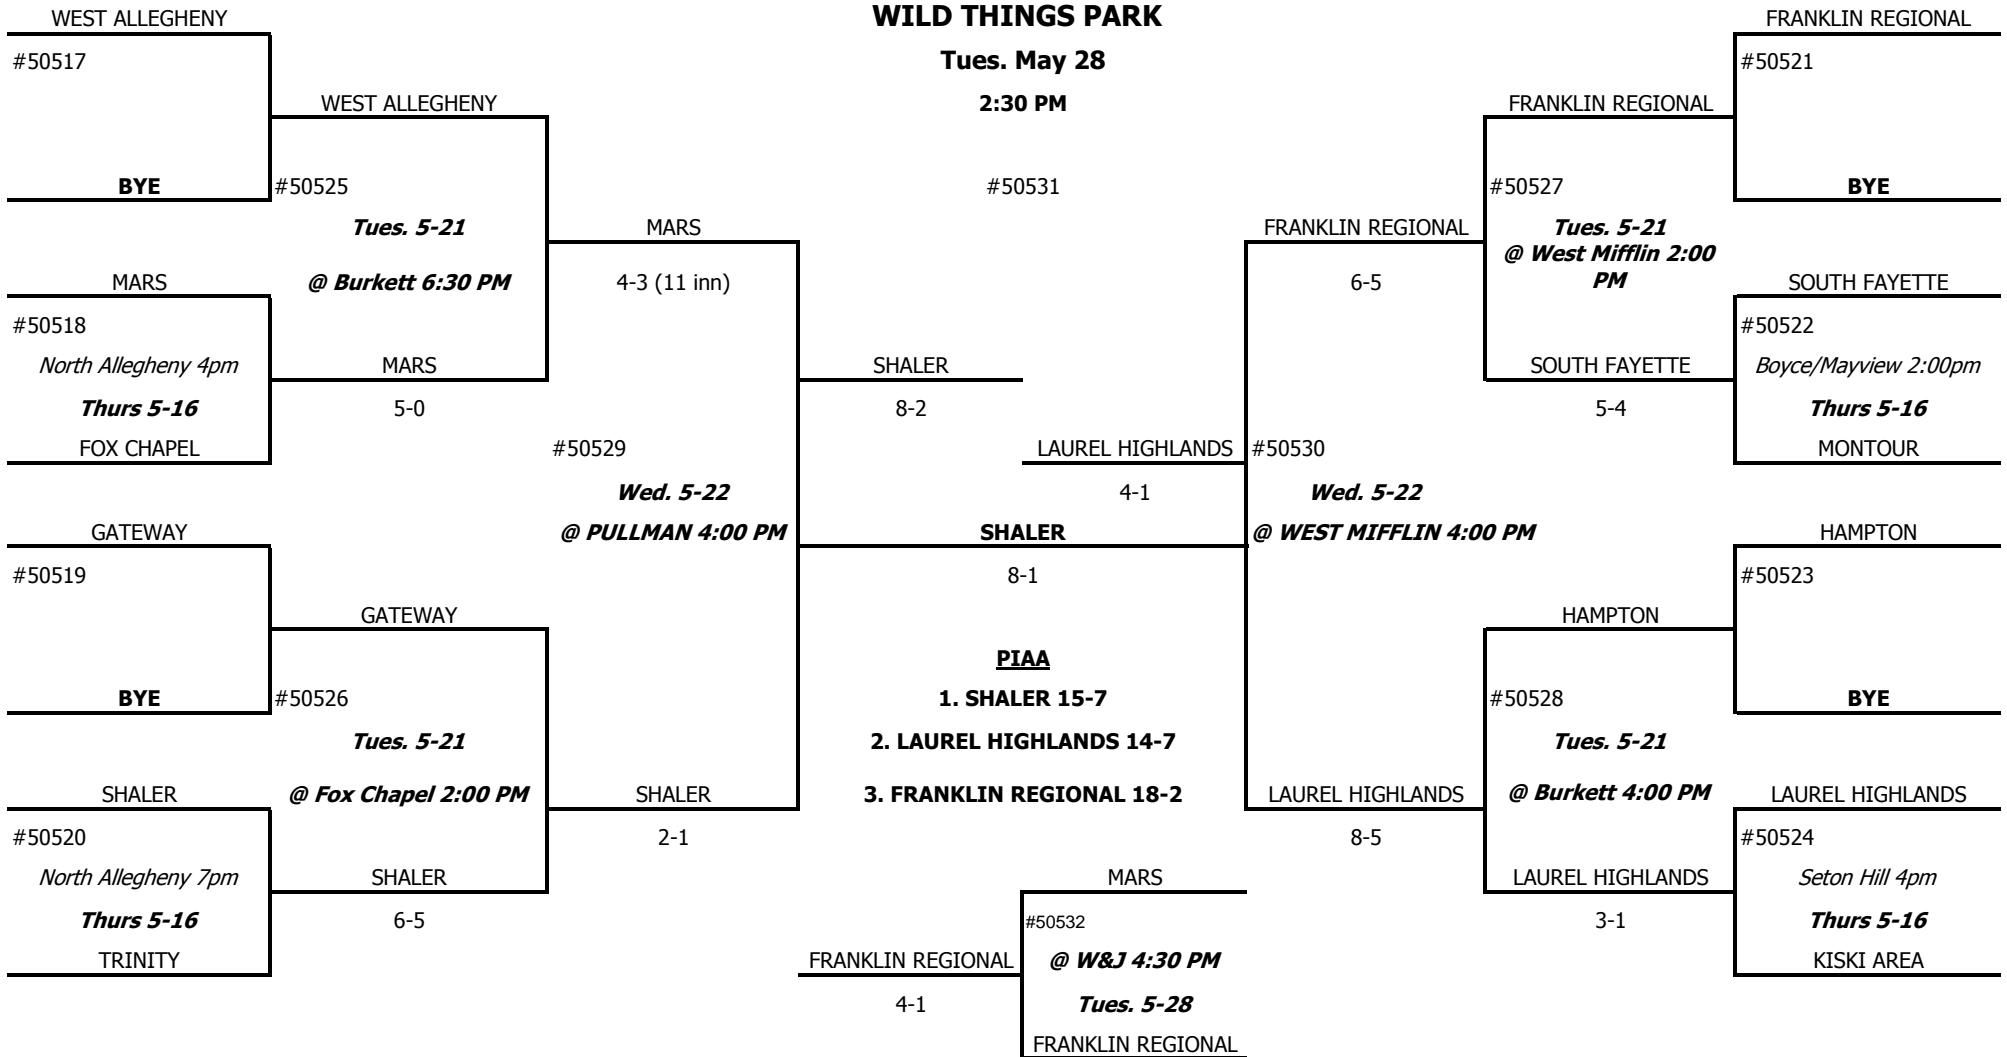 WEST ALLEGHENY
#50517
WEST ALLEGHENY
BYE
#50525
Tues. 5-21
@ Burkett 6:30 PM
MARS
#50518
North Allegheny 4pm
Thurs 5-16
FOX CHAPEL
MARS
5-0
MARS
4-3 (11 inn)
GATEWAY
#50519
GATEWAY
BYE
#50526
Tues. 5-21
@ Fox Chapel 2:00 PM
SHALER
#50520
North Allegheny 7pm
Thurs 5-16
TRINITY
SHALER
6-5
SHALER
2-1
#50529
Wed. 5-22
@ PULLMAN 4:00 PM
WILD THINGS PARK
Tues. May 28
2:30 PM
#50531
SHALER
8-2
LAUREL HIGHLANDS
4-1
SHALER
8-1
PIAA
1. SHALER 15-7
2. LAUREL HIGHLANDS 14-7
3. FRANKLIN REGIONAL 18-2
MARS
#50532
@ W&J 4:30 PM
Tues. 5-28
FRANKLIN REGIONAL
FRANKLIN REGIONAL
4-1
FRANKLIN REGIONAL
6-5
#50530
Wed. 5-22
@ WEST MIFFLIN 4:00 PM
LAUREL HIGHLANDS
8-5
FRANKLIN REGIONAL
#50521
FRANKLIN REGIONAL
BYE
#50527
Tues. 5-21
@ West Mifflin 2:00
PM
SOUTH FAYETTE
#50522
Boyce/Mayview 2:00pm
Thurs 5-16
MONTOUR
SOUTH FAYETTE
5-4
HAMPTON
#50523
HAMPTON
BYE
#50528
Tues. 5-21
@ Burkett 4:00 PM
LAUREL HIGHLANDS
#50524
Seton Hill 4pm
Thurs 5-16
KISKI AREA
LAUREL HIGHLANDS
3-1